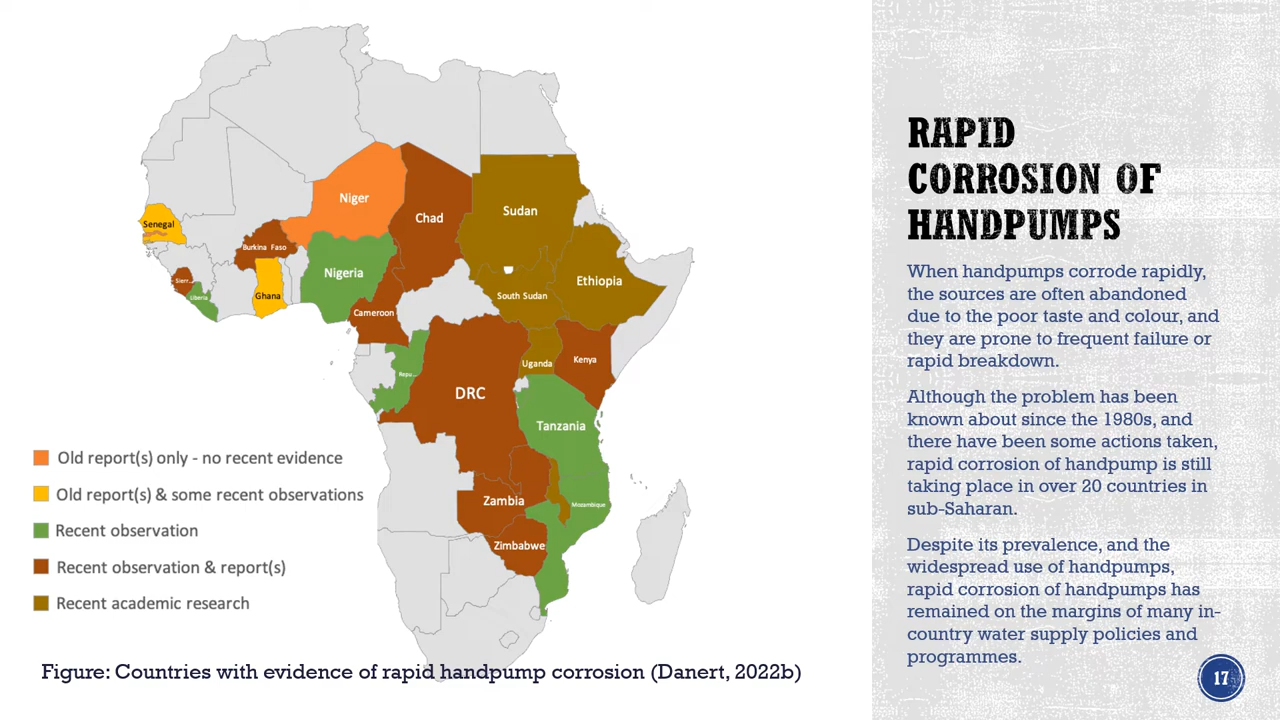 RAPID
CORROSION OF
HANDPUMPS
When handpumps corrode rapidly,
the sources are often abandoned
due to the poor taste and colour, and
they are prone to frequent failure or
rapid breakdown.
Although the problem has been
known about since the 1980s, and
there have been some actions taken,
rapid corrosion of handpump is still
taking place in over 20 countries in
sub-Saharan.
Despite its prevalence, and the
widespread use of handpumps,
rapid corrosion of handpumps has
remained on the margins of many in-
country water supply policies and
programmes.
Niger
Chad
Sudan
Senegal
Burkina Faso
Nigeria
Ethiopia
Sierr...
Liberia
Ghana
South Sudan
Cameroon
Uganda
Kenya
Repu...
DRC
Tanzania
Zambia
Mozambique
Zimbabwe
Old report(s) only - no recent evidence
Old report(s) & some recent observations
Recent observation
Recent observation & report(s)
Recent academic research
Figure: Countries with evidence of rapid handpump corrosion (Danert, 2022b)
17